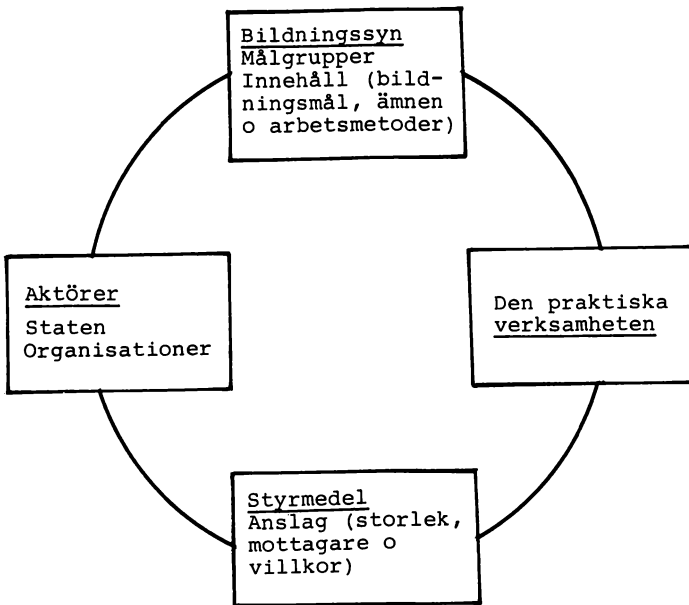 Bildningssyn
Målgrupper
Innehåll (bild-
ningsmål, ämnen
o arbetsmetoder)
Aktörer
Staten
Organisationer
Den praktiska
verksamheten
Styrmedel
Anslag (storlek,
mottagare o
villkor)